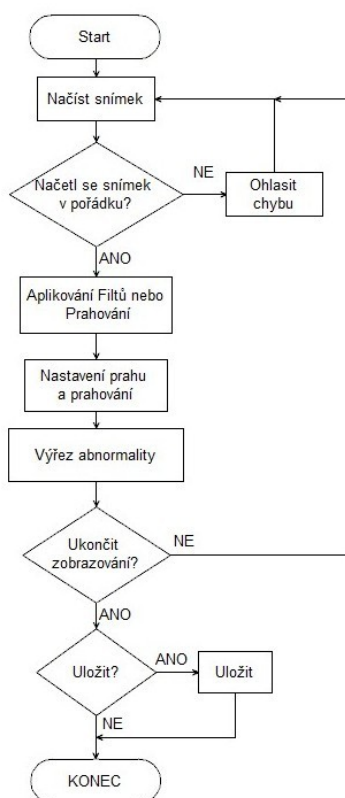 Start
Načíst snímek
Načetl se snímek
v pořádku?
NE
Ohlasit
chybu
ANO
Aplikování Filtů nebo
Prahování
Nastavení prahu
a prahování
Výřez abnormality
Ukončit
zobrazování?
NE
ANO
Uložit?
ANO
Uložit
NE
KONEC